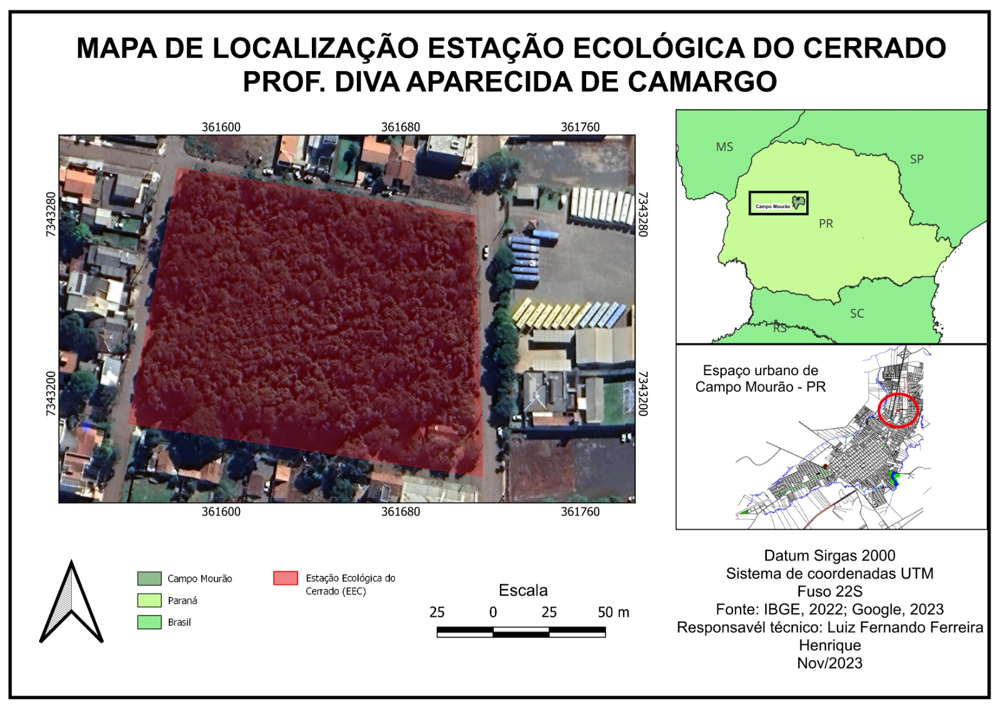 MAPA DE LOCALIZAÇÃO ESTAÇÃO ECOLÓGICA DO CERRADO
PROF. DIVA APARECIDA DE CAMARGO
361600
361680
361760
7343280
7343200
7343280
7343200
361600
361680
361760
MS
SP
Campo Mourão
PR
SC
RS
Espaço urbano de
Campo Mourão - PR
Campo Mourão
Paraná
Brasil
Estação Ecológica do
Cerrado (EEC)
Escala
25 0 25 50 m
Datum Sirgas 2000
Sistema de coordenadas UTM
Fuso 22S
Fonte: IBGE, 2022; Google, 2023
Responsavél técnico: Luiz Fernando Ferreira
Henrique
Nov/2023